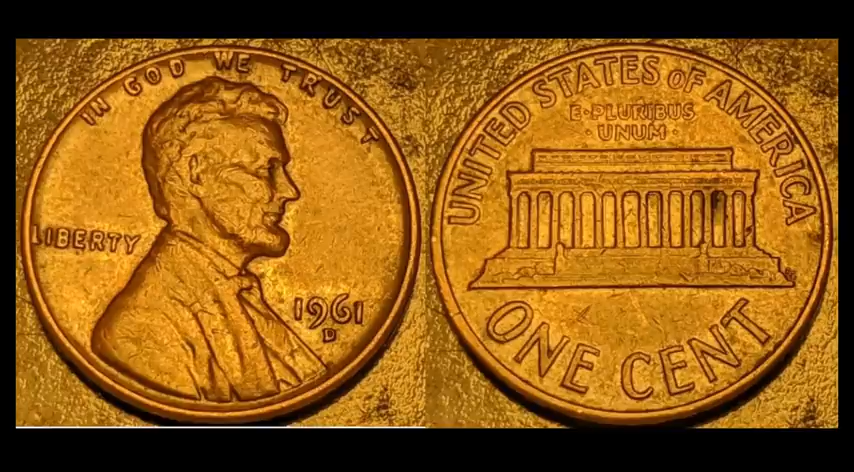 IN GOD WE TRUST
LIBERTY
1961
D
UNITED STATES OF AMERICA
E·PLURIBUS
·UNUM·
ONE CENT